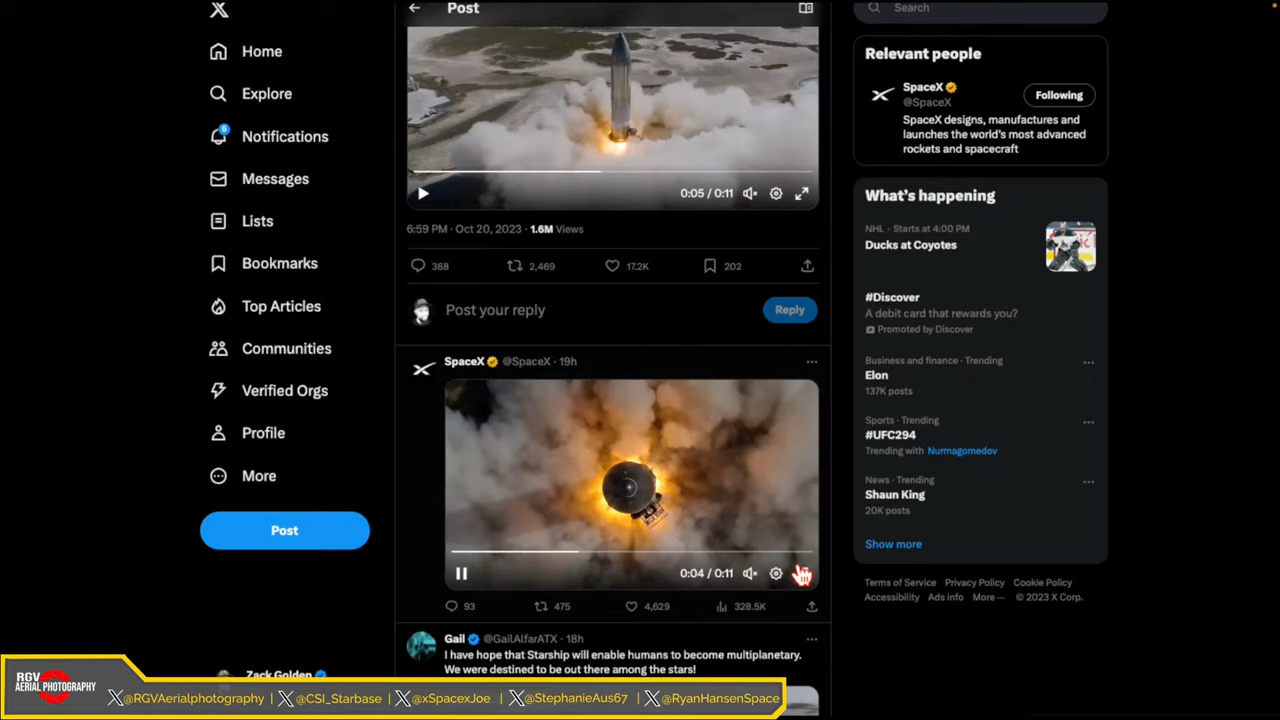 Post
Search
Home
Explore
6
Notifications
Messages
Lists
Bookmarks
Top Articles
Communities
Verified Orgs
Profile
More
Post
Zack Golden
0:05 / 0:11
6:59 PM · Oct 20, 2023 · 1.6M Views
368 2,469 17.2K 202
Post your reply
Reply
SpaceX @SpaceX · 19h
0:04 / 0:11
93 475 4,629 328.5K
Gail @GailAlfarATX · 18h
I have hope that Starship will enable humans to become multiplanetary.
We were destined to be out there among the stars!
Relevant people
SpaceX
@SpaceX
Following
SpaceX designs, manufactures and
launches the world's most advanced
rockets and spacecraft
What's happening
NHL · Starts at 4:00 PM
Ducks at Coyotes
#Discover
A debit card that rewards you?
Promoted by Discover
Business and finance · Trending
Elon
137K posts
Sports · Trending
#UFC294
Trending with Nurmagomedov
News · Trending
Shaun King
20K posts
Show more
Terms of Service Privacy Policy Cookie Policy
Accessibility Ads info More ··· © 2023 X Corp.
RGV
AERIAL PHOTOGRAPHY
@RGVAerialphotography | @CSI_Starbase | @xSpacexJoe | @StephanieAus67 | @RyanHansenSpace